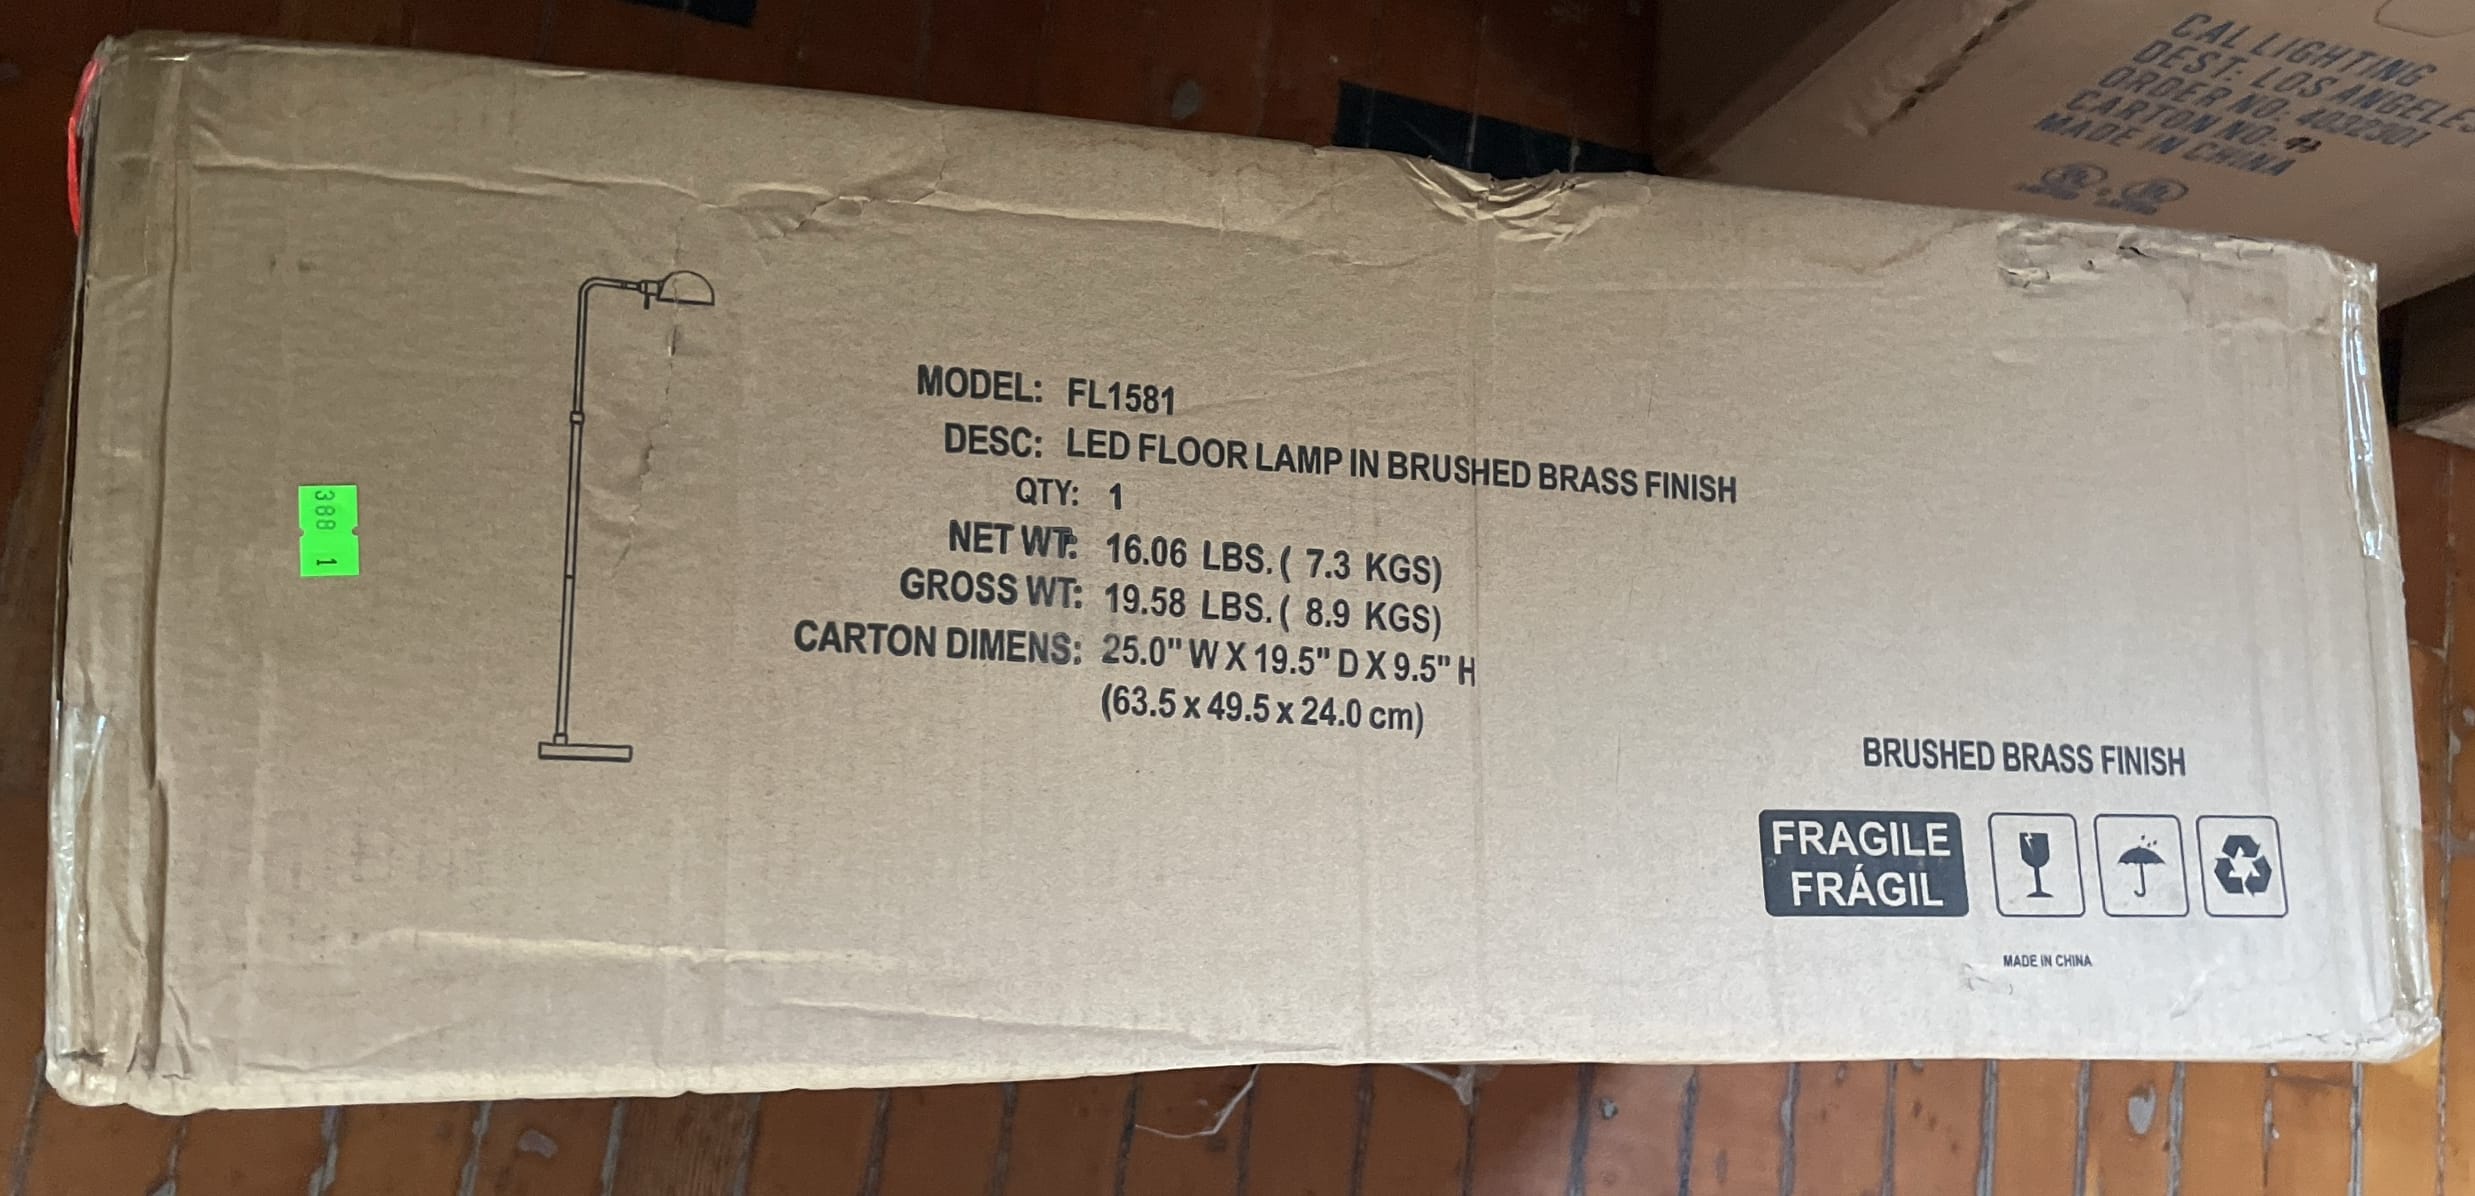 CAL LIGHTING
DEST: LOS ANGELES
ORDER NO: 4032901
CARTON NO:
MADE IN CHINA
MODEL: FL1581
DESC: LED FLOOR LAMP IN BRUSHED BRASS FINISH
QTY: 1
NET WT: 16.06 LBS. ( 7.3 KGS)
GROSS WT: 19.58 LBS. ( 8.9 KGS)
CARTON DIMENS: 25.0" W X 19.5" D X 9.5" H
(63.5 x 49.5 x 24.0 cm)
388 1
BRUSHED BRASS FINISH
FRAGILE
FRÁGIL
MADE IN CHINA